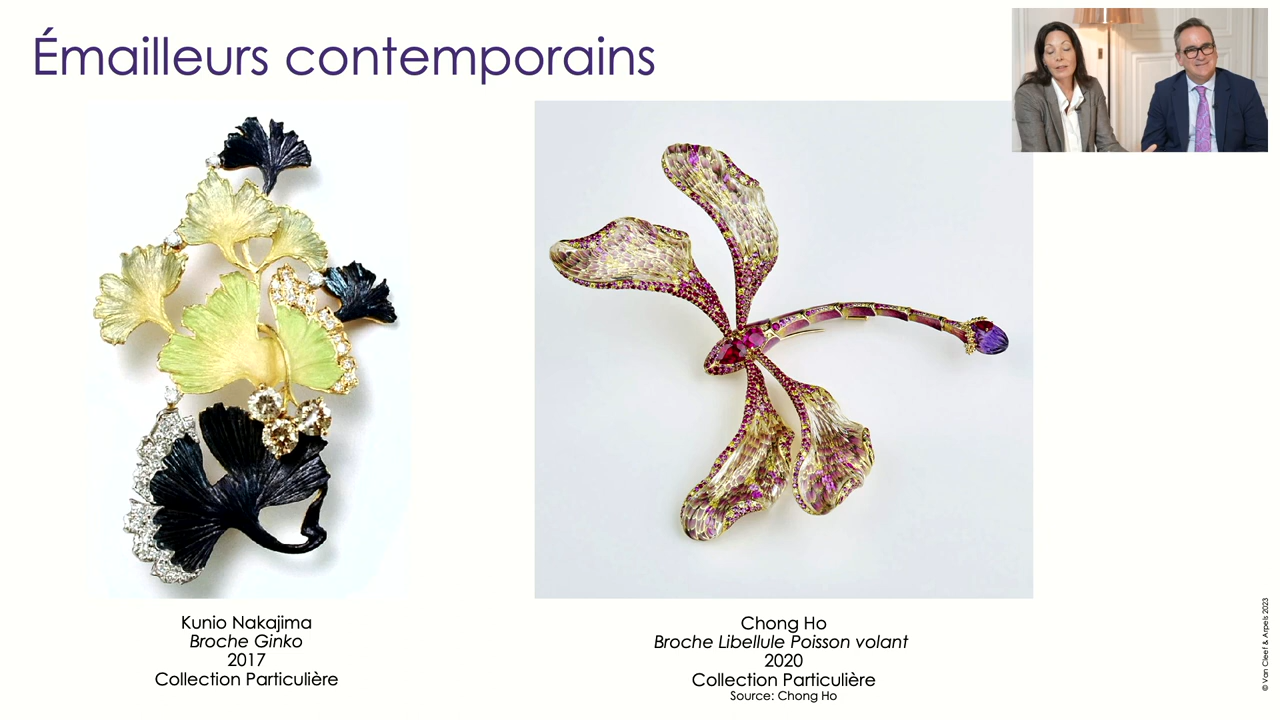 Émailleurs contemporains
Kunio Nakajima
Broche Ginko
2017
Collection Particulière
Chong Ho
Broche Libellule Poisson volant
2020
Collection Particulière
Source: Chong Ho
© Van Cleef & Arpels 2023